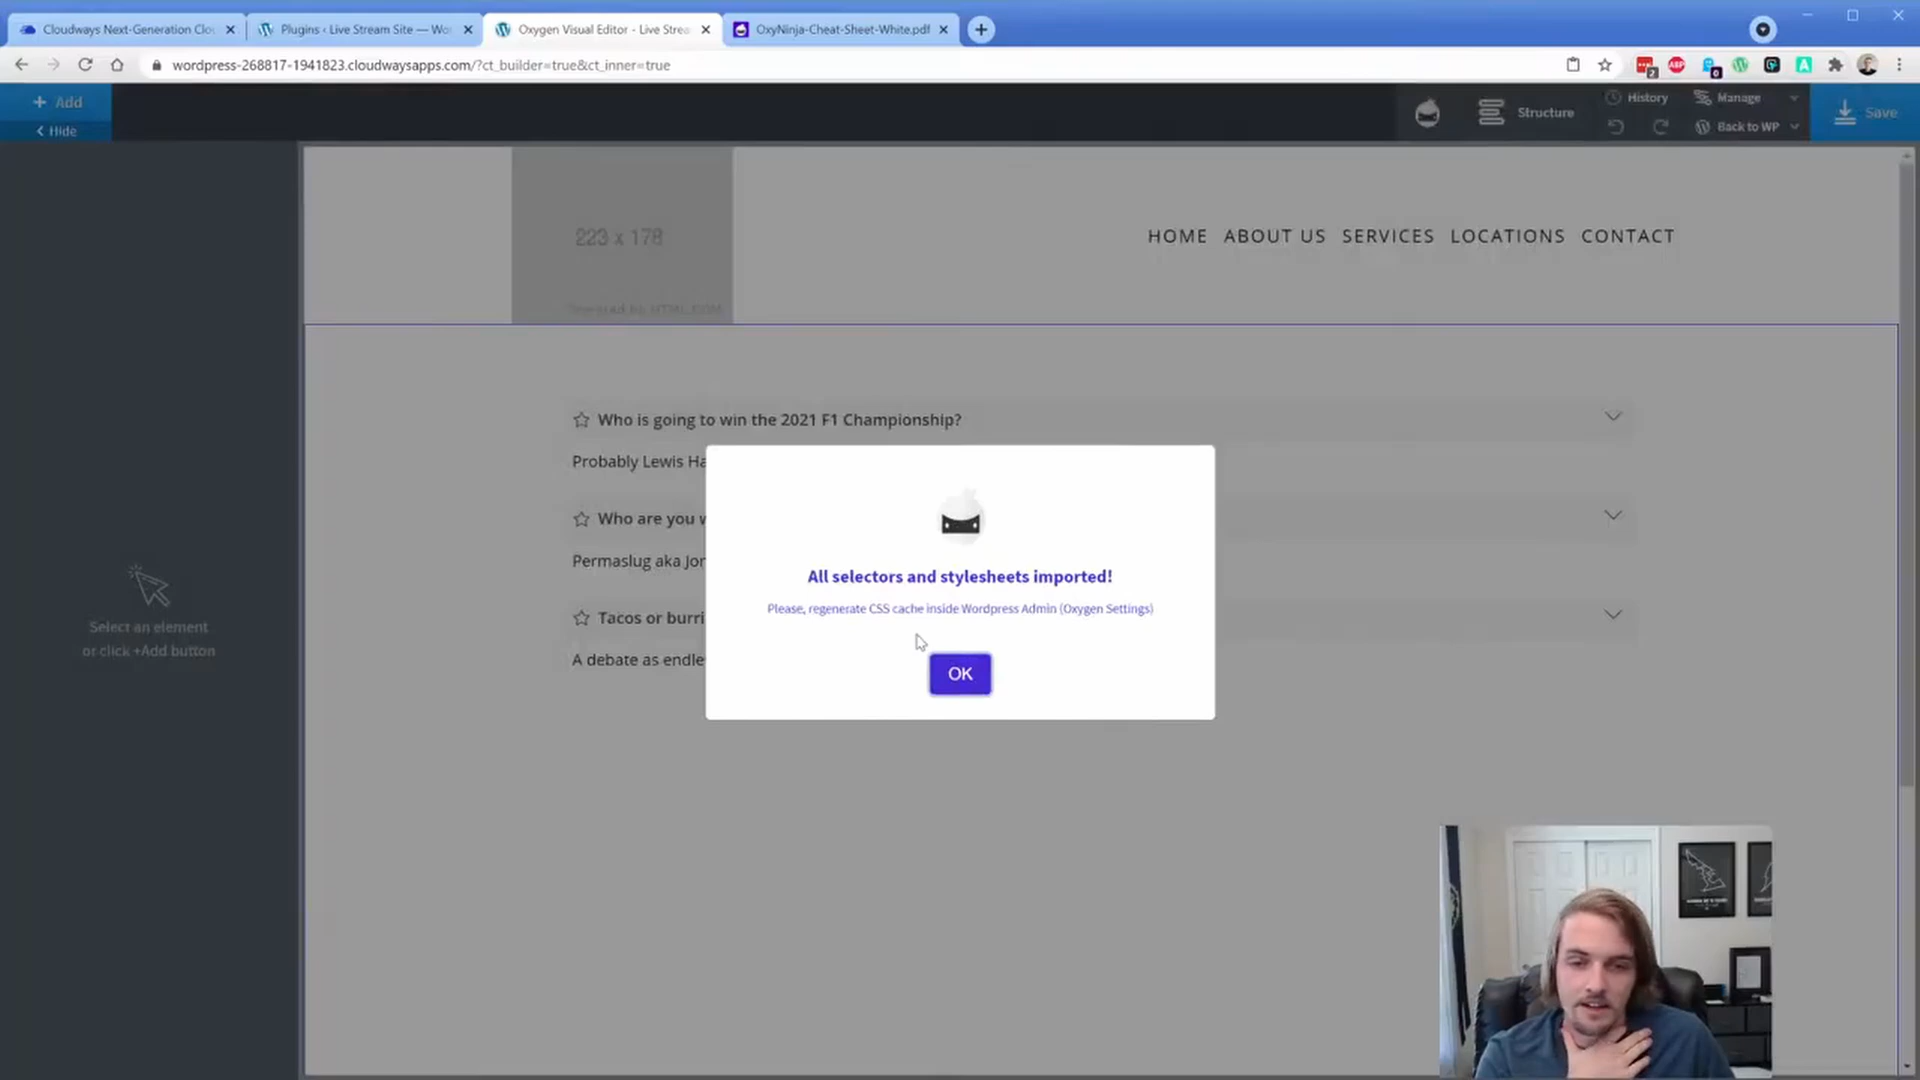 Cloudways Next-Generation Clo
Plugins ‹ Live Stream Site — Wo
Oxygen Visual Editor - Live Strea
OxyNinja-Cheat-Sheet-White.pdf
wordpress-268817-1941823.cloudwaysapps.com/?ct_builder=true&ct_inner=true
+ Add
Hide
Structure
History
Manage
Back to WP
Save
223 x 178
HTML.COM
HOME ABOUT US SERVICES LOCATIONS CONTACT
Who is going to win the 2021 F1 Championship?
Probably Lewis Ha
Who are you w
Permaslug aka Jor
Tacos or burri
A debate as endle
All selectors and stylesheets imported!
Please, regenerate CSS cache inside Wordpress Admin (Oxygen Settings)
OK
Select an element
or click +Add button